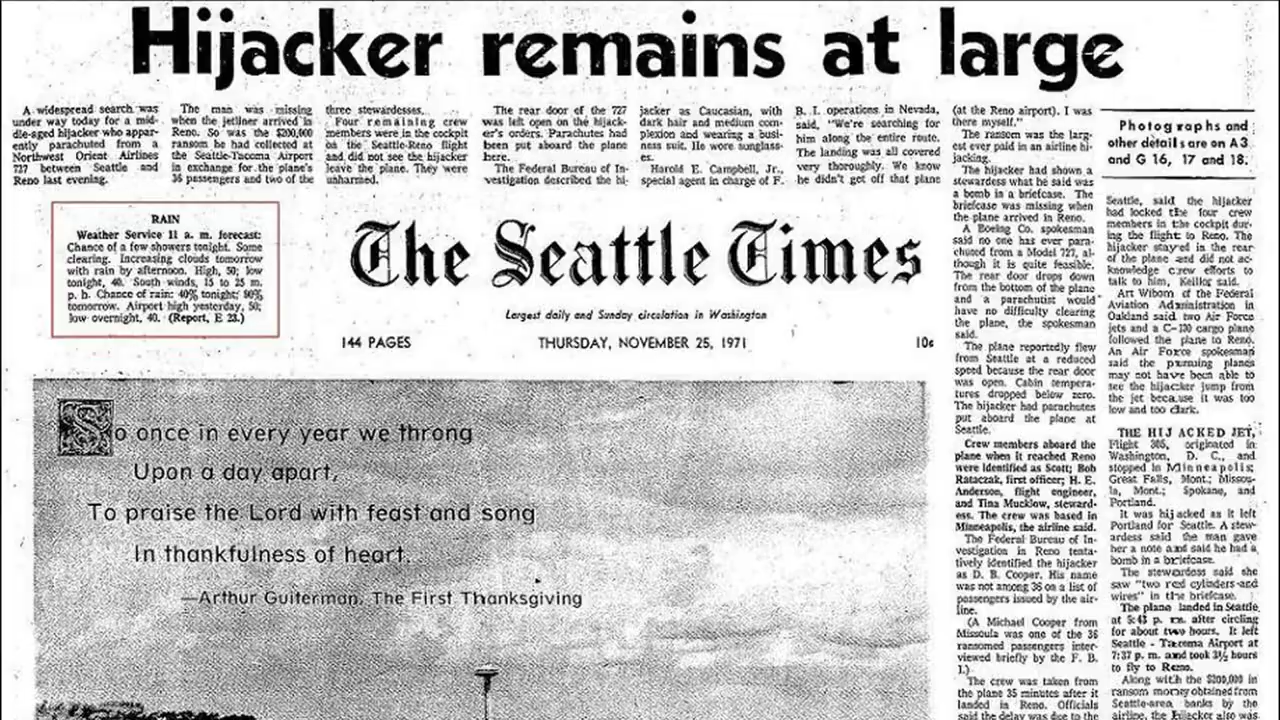 Hijacker remains at large
A widespread search was
under way today for a mid-
dle-aged hijacker who appar-
ently parachuted from a
Northwest Orient Airlines
727 between Seattle and
Reno last evening.
The man was missing
when the jetliner arrived in
Reno. So was the $200,000
ransom he had collected at
the Seattle-Tacoma Airport
in exchange for the plane's
36 passengers and two of the
three stewardesses.
Four remaining crew
members were in the cockpit
on the Seattle-Reno flight
and did not see the hijacker
leave the plane. They were
unharmed.
The rear door of the 727
was left open on the hijack-
er's orders. Parachutes had
been put aboard the plane
here.
The Federal Bureau of In-
vestigation described the hi-
jacker as Caucasian, with
dark hair and medium com-
plexion and wearing a busi-
ness suit. He wore sunglass-
es.
Harold E. Campbell, Jr.,
special agent in charge of F.
B. I. operations in Nevada,
said, "We're searching for
him along the entire route.
The landing was all covered
very thoroughly. We know
he didn't get off that plane
(at the Reno airport). I was
there myself."
The ransom was the larg-
est ever paid in an airline hi-
jacking.
The hijacker had shown a
stewardess what he said was
a bomb in a briefcase. The
briefcase was missing when
the plane arrived in Reno.
A Boeing Co. spokesman
said no one has ever para-
chuted from a Model 727, al-
though it is quite feasible.
The rear door drops down
from the bottom of the plane
and a parachutist would
have no difficulty clearing
the plane, the spokesman
said.
The plane reportedly flew
from Seattle at a reduced
speed because the rear door
was open. Cabin tempera-
tures dropped below zero.
The hijacker had parachutes
put aboard the plane at
Seattle.
Crew members aboard the
plane when it reached Reno
were identified as Scott; Bob
Rataczak, first officer; H. E.
Anderson, flight engineer,
and Tina Mucklow, steward-
ess. The crew was based in
Minneapolis, the airline said.
The Federal Bureau of In-
vestigation in Reno tenta-
tively identified the hijacker
as D. B. Cooper. His name
was not among 36 on a list of
passengers issued by the air-
line.
(A Michael Cooper from
Missoula was one of the 36
ransomed passengers inter-
viewed briefly by the F. B.
I.)
The crew was taken from
the plane 35 minutes after it
landed in Reno. Officials
said the delay was due to the
Photographs and
other details are on A 3
and G 16, 17 and 18.
Seattle, said the hijacker
had locked the four crew
members in the cockpit dur-
ing the flight to Reno. The
hijacker stayed in the rear
of the plane and did not ac-
knowledge crew efforts to
talk to him, Keillor said.
Art Wibom of the Federal
Aviation Administration in
Oakland said two Air Force
jets and a C-130 cargo plane
followed the plane to Reno.
An Air Force spokesman
said the pursuing planes
may not have been able to
see the hijacker jump from
the jet because it was too
low and too dark.
THE HIJACKED JET,
Flight 305, originated in
Washington, D. C., and
stopped in Minneapolis;
Great Falls, Mont.; Missou-
la, Mont.; Spokane, and
Portland.
It was hijacked as it left
Portland for Seattle. A stew-
ardess said the man gave
her a note and said he had a
bomb in a briefcase.
The stewardess said she
saw "two red cylinders and
wires" in the briefcase.
The plane landed in Seattle
at 5:43 p. m. after circling
for about two hours. It left
Seattle - Tacoma Airport at
7:37 p. m. and took 3½ hours
to fly to Reno.
Along with the $200,000 in
ransom money obtained from
Seattle-area banks by the
airline, the hijacker also was
RAIN
Weather Service 11 a. m. forecast:
Chance of a few showers tonight. Some
clearing. Increasing clouds tomorrow
with rain by afternoon. High, 50; low
tonight, 40. South winds, 15 to 25 m.
p. h. Chance of rain: 40% tonight; 90%
tomorrow. Airport high yesterday, 50;
low overnight, 40. (Report, E 23.)
The Seattle Times
Largest daily and Sunday circulation in Washington
144 PAGES THURSDAY, NOVEMBER 25, 1971 10¢
So once in every year we throng
Upon a day apart,
To praise the Lord with feast and song
In thankfulness of heart.
—Arthur Guiterman: The First Thanksgiving